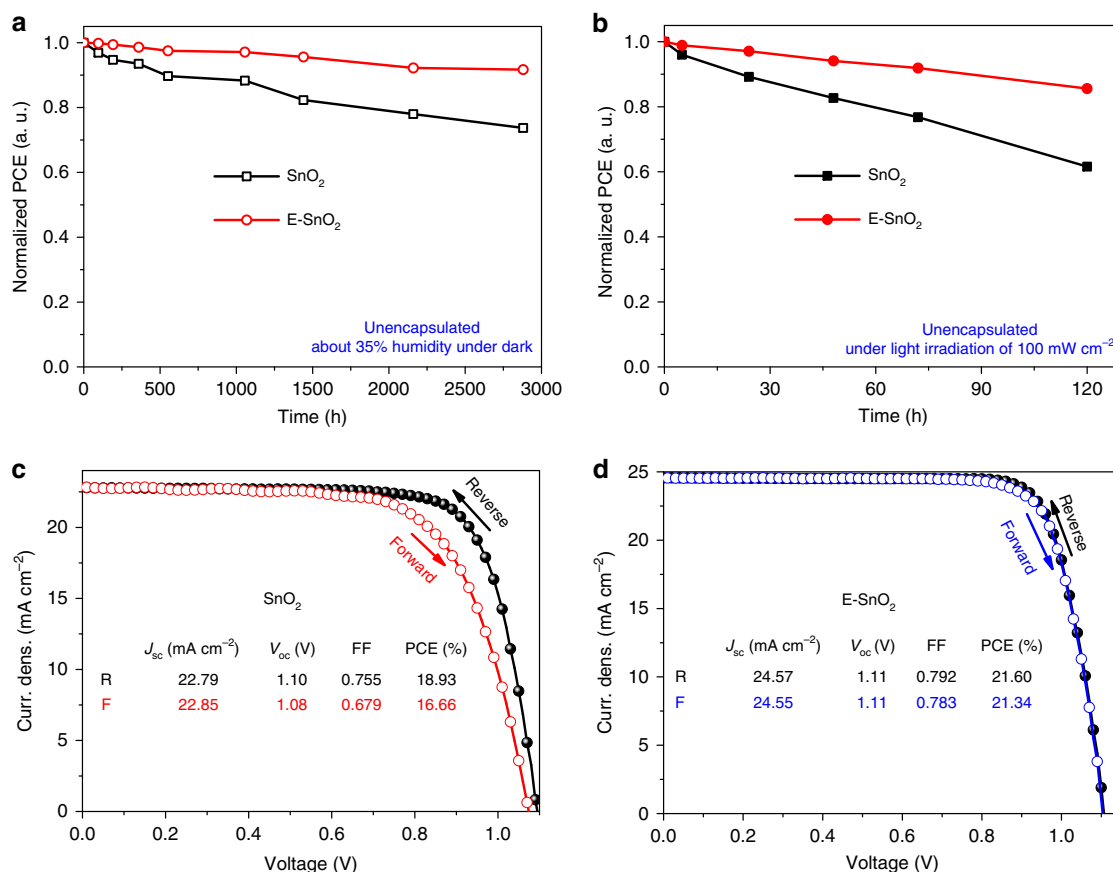 a
1.0
0.8
0.6
0.4
0.2
0.0
Normalized PCE (a. u.)
SnO₂
E-SnO₂
Unencapsulated
about 35% humidity under dark
0 500 1000 1500 2000 2500 3000
Time (h)
b
1.0
0.8
0.6
0.4
0.2
0.0
Normalized PCE (a. u.)
SnO₂
E-SnO₂
Unencapsulated
under light irradiation of 100 mW cm⁻²
0 30 60 90 120
Time (h)
c
20
15
10
5
0
Curr. dens. (mA cm⁻²)
Reverse
Forward
SnO₂
Jsc (mA cm⁻²) Voc (V) FF PCE (%)
R 22.79 1.10 0.755 18.93
F 22.85 1.08 0.679 16.66
0.0 0.2 0.4 0.6 0.8 1.0
Voltage (V)
d
25
20
15
10
5
0
Curr. dens. (mA cm⁻²)
Reverse
Forward
E-SnO₂
Jsc (mA cm⁻²) Voc (V) FF PCE (%)
R 24.57 1.11 0.792 21.60
F 24.55 1.11 0.783 21.34
0.0 0.2 0.4 0.6 0.8 1.0
Voltage (V)